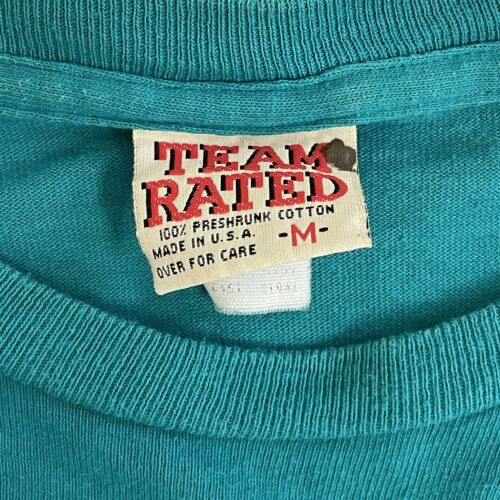 TEAM
RATED
100% PRESHRUNK COTTON
MADE IN U.S.A. -M-
OVER FOR CARE